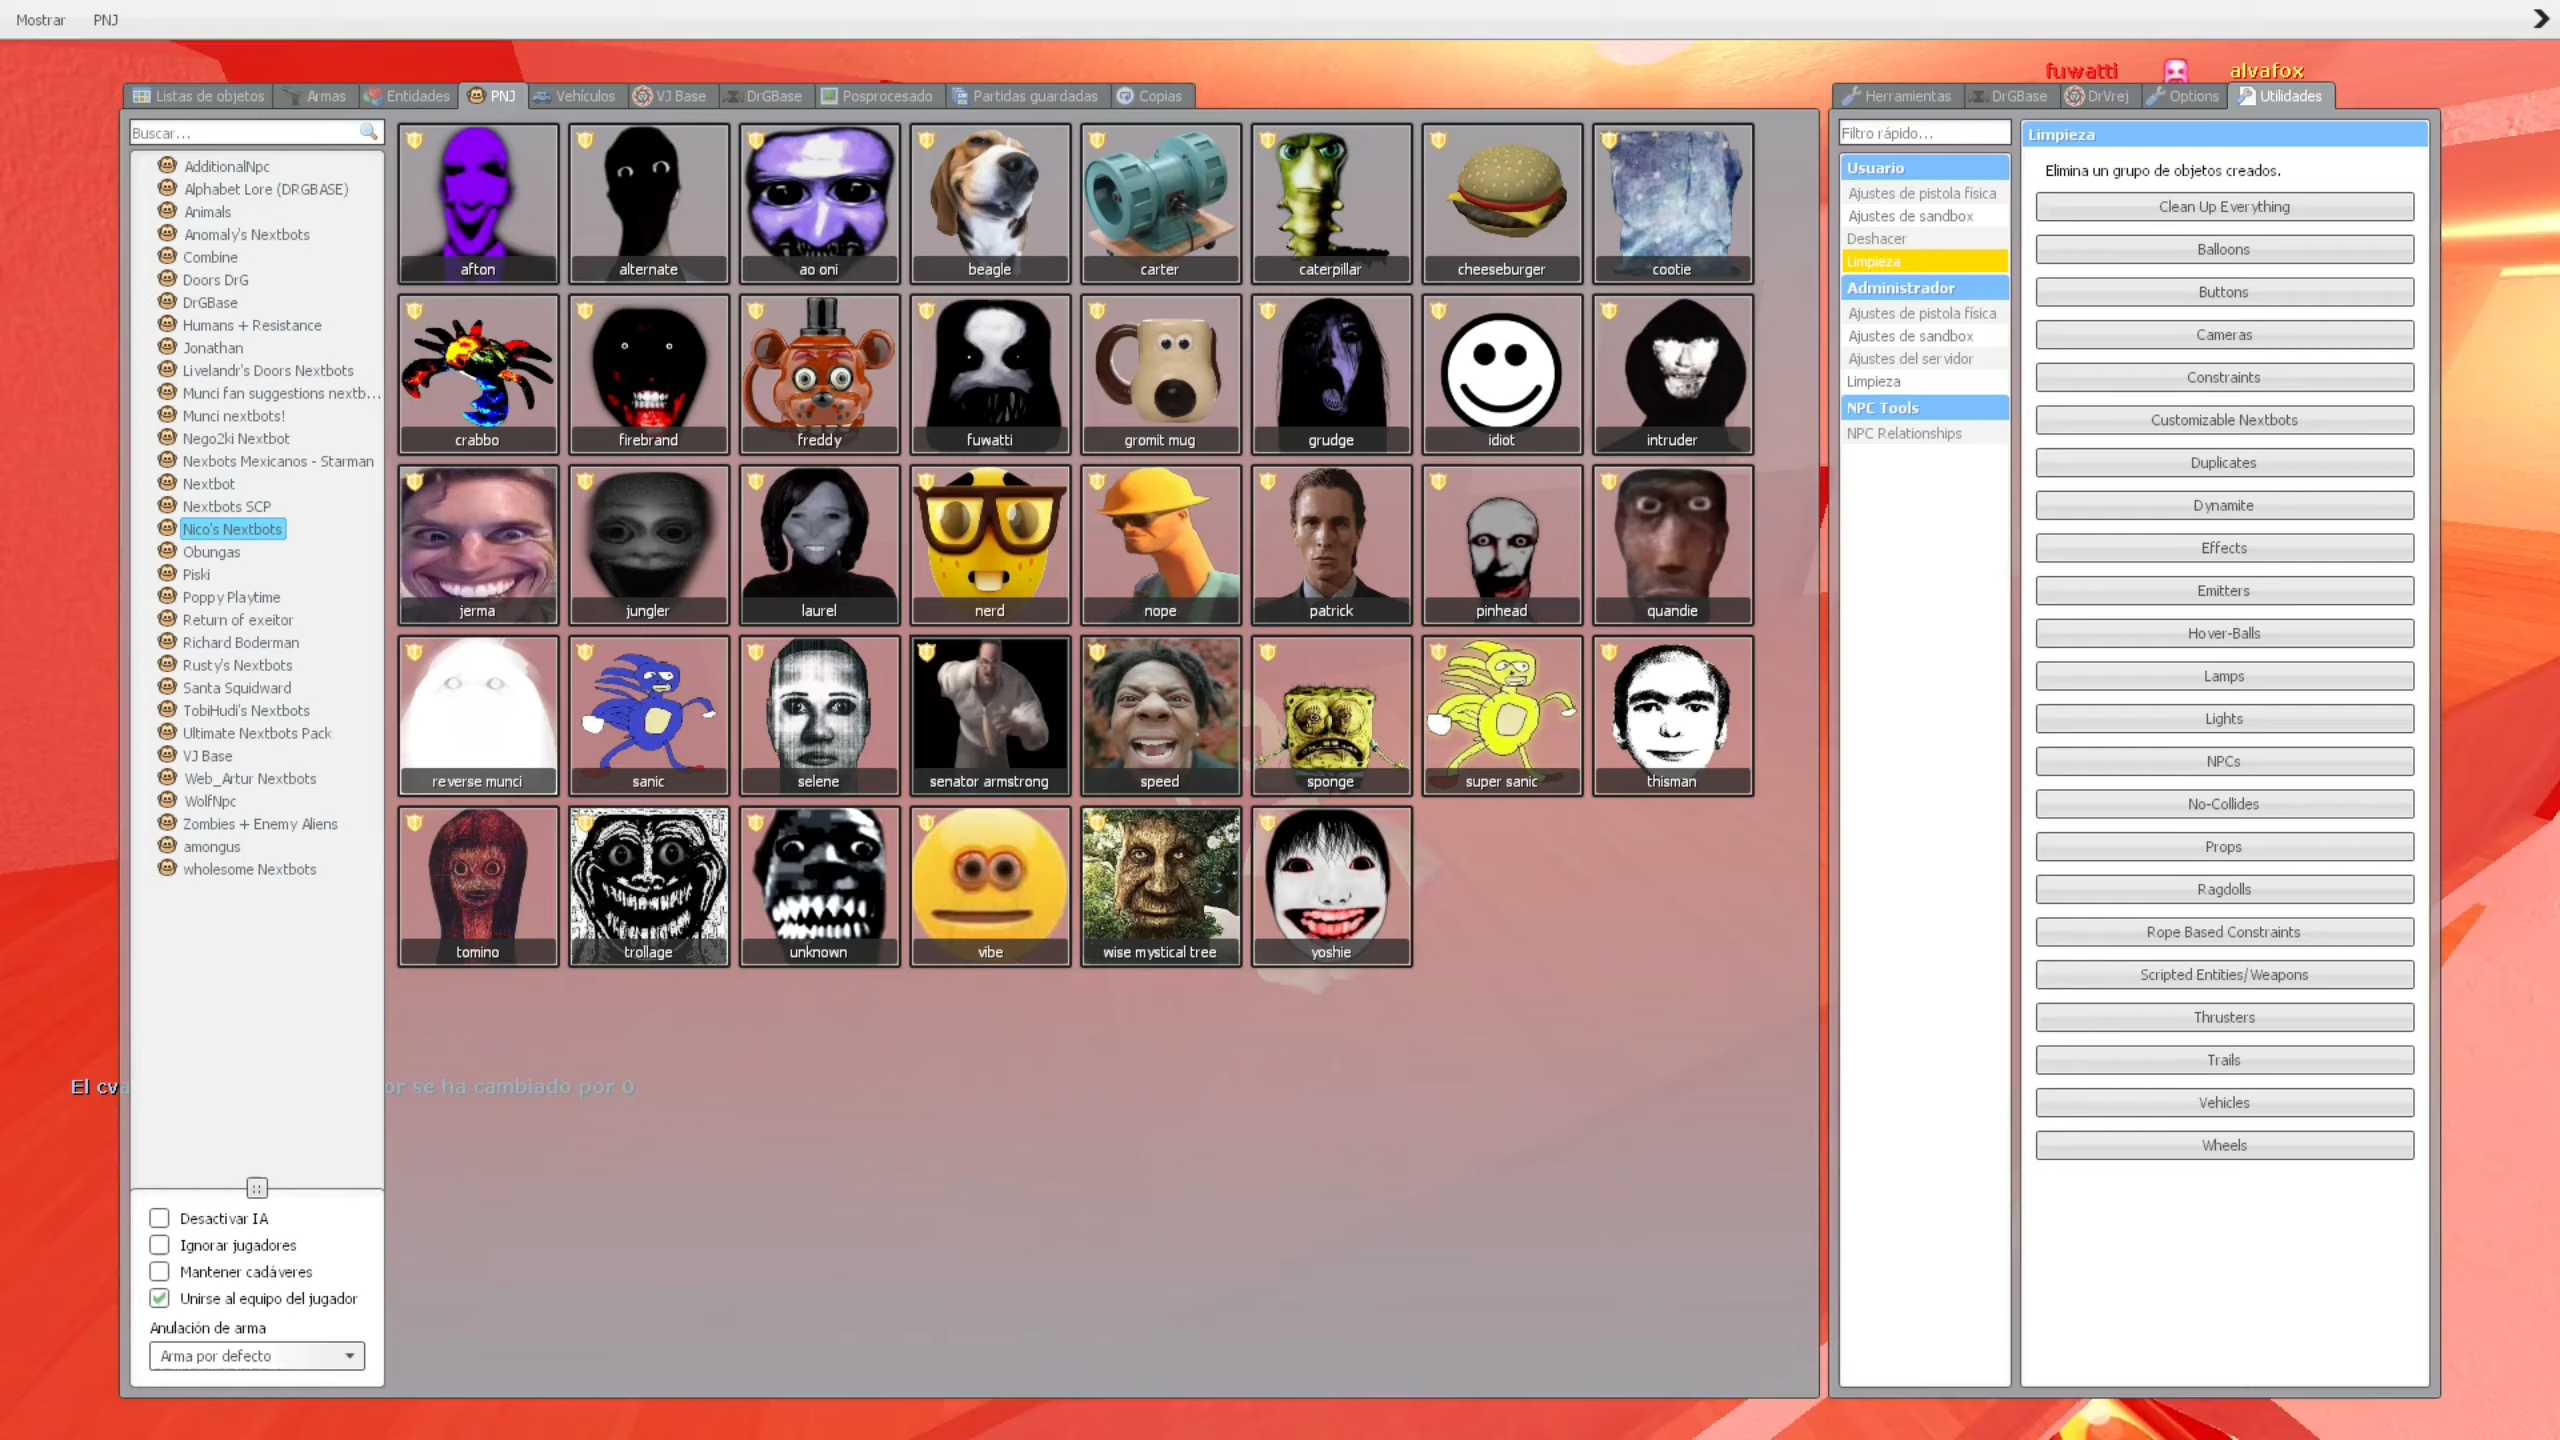 Mostrar PNJ
fuwatti alvafox
Listas de objetos Armas Entidades PNJ Vehículos VJ Base DrGBase Posprocesado Partidas guardadas Copias
Buscar...
AdditionalNpc
Alphabet Lore (DRGBASE)
Animals
Anomaly's Nextbots
Combine
Doors DrG
DrGBase
Humans + Resistance
Jonathan
Livelandr's Doors Nextbots
Munci fan suggestions nextb...
Munci nextbots!
Nego2ki Nextbot
Nexbots Mexicanos - Starman
Nextbot
Nextbots SCP
Nico's Nextbots
Obungas
Piski
Poppy Playtime
Return of exeitor
Richard Boderman
Rusty's Nextbots
Santa Squidward
TobiHudi's Nextbots
Ultimate Nextbots Pack
VJ Base
Web_Artur Nextbots
WolfNpc
Zombies + Enemy Aliens
amongus
wholesome Nextbots
Desactivar IA
Ignorar jugadores
Mantener cadáveres
Unirse al equipo del jugador
Anulación de arma
Arma por defecto
afton alternate ao oni beagle carter caterpillar cheeseburger cootie
crabbo firebrand freddy fuwatti gromit mug grudge idiot intruder
jerma jungler laurel nerd nope patrick pinhead quandie
reverse munci sanic selene senator armstrong speed sponge super sanic thisman
tomino trollage unknown vibe wise mystical tree yoshie
El cva or se ha cambiado por 0
Herramientas DrGBase DrVrej Options Utilidades
Filtro rápido...
Usuario
Ajustes de pistola física
Ajustes de sandbox
Deshacer
Limpieza
Administrador
Ajustes de pistola física
Ajustes de sandbox
Ajustes del servidor
Limpieza
NPC Tools
NPC Relationships
Limpieza
Elimina un grupo de objetos creados.
Clean Up Everything
Balloons
Buttons
Cameras
Constraints
Customizable Nextbots
Duplicates
Dynamite
Effects
Emitters
Hover-Balls
Lamps
Lights
NPCs
No-Collides
Props
Ragdolls
Rope Based Constraints
Scripted Entities/Weapons
Thrusters
Trails
Vehicles
Wheels